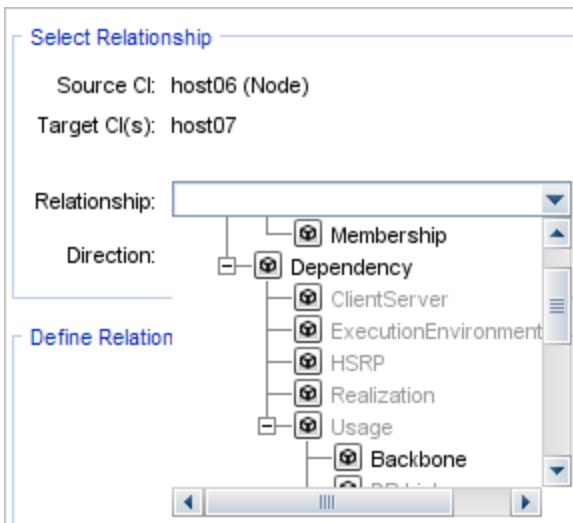 Select Relationship
Source CI: host06 (Node)
Target CI(s): host07
Relationship:
Membership
Direction:
Dependency
ClientServer
ExecutionEnvironment
Define Relation
HSRP
Realization
Usage
Backbone